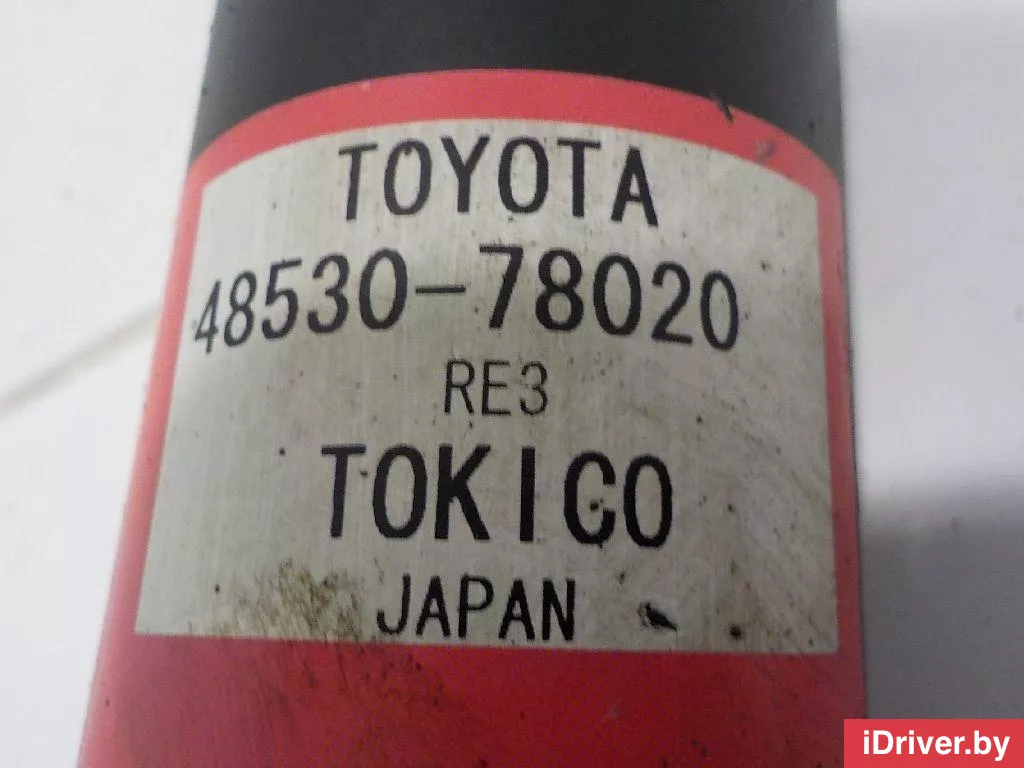 TOYOTA
48530-78020
RE3
TOKICO
JAPAN
iDriver.by